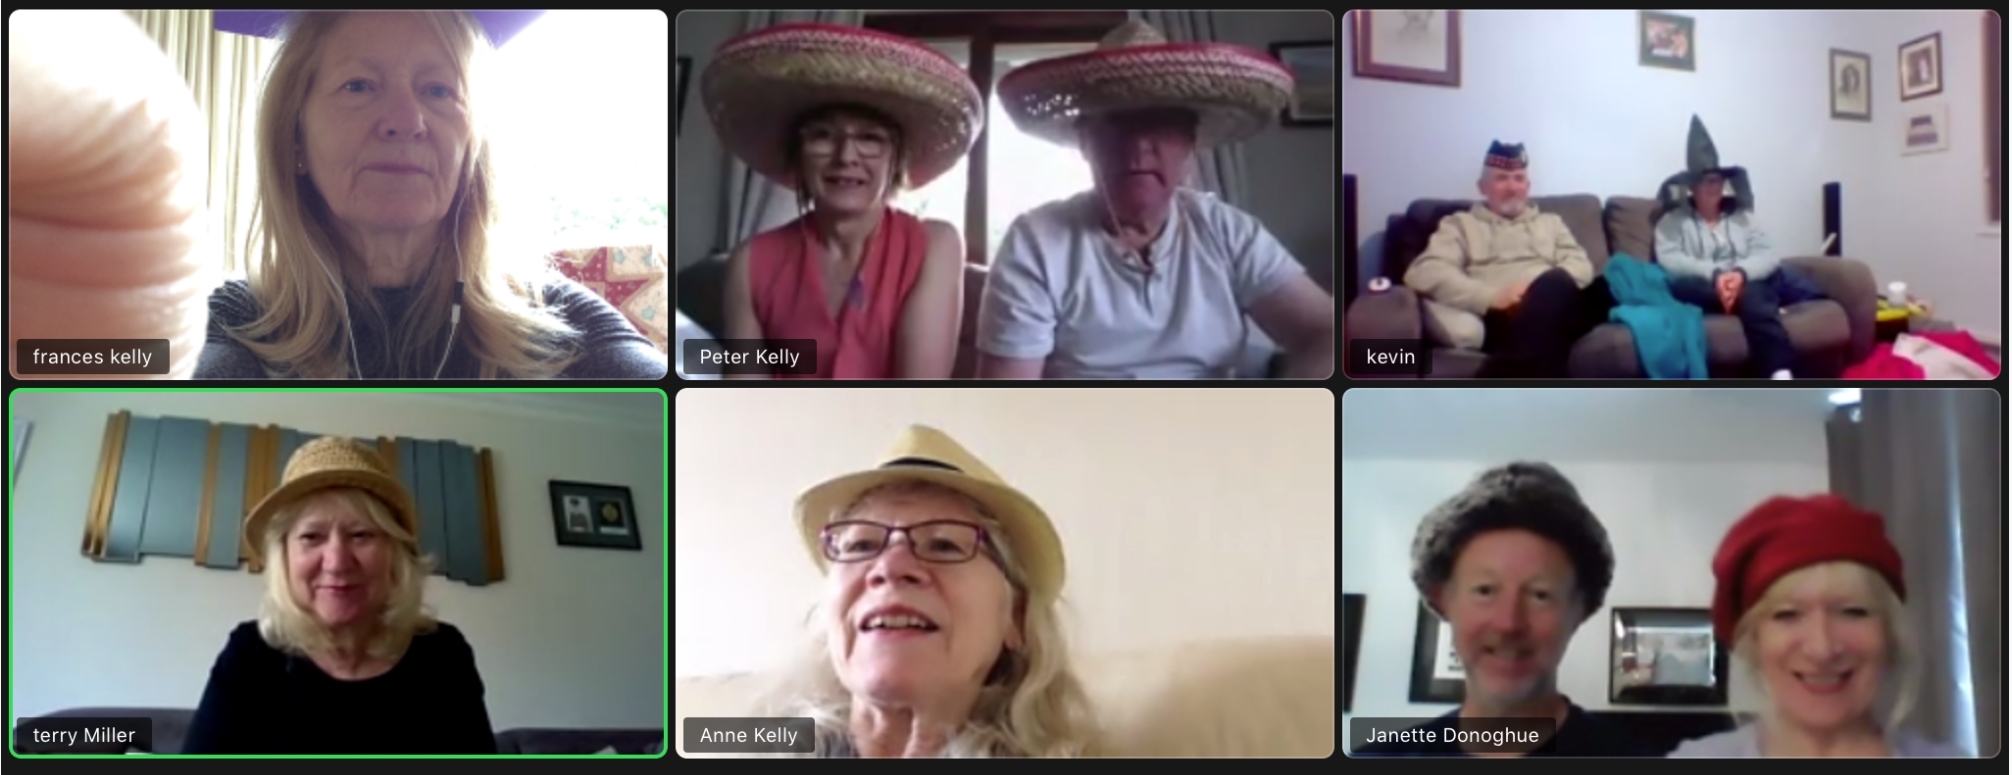 frances kelly
Peter Kelly
kevin
terry Miller
Anne Kelly
Janette Donoghue